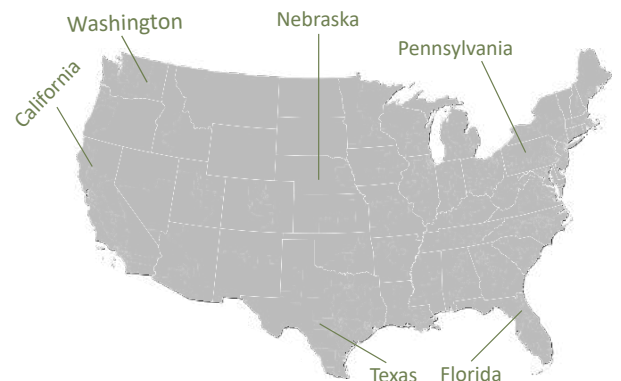 Washington
Nebraska
Pennsylvania
California
Texas
Florida